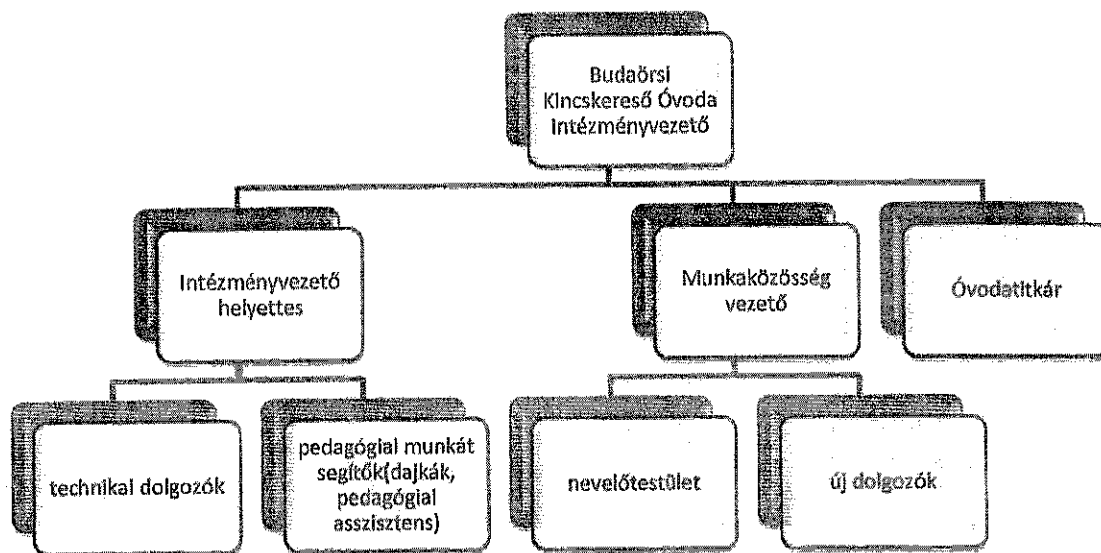 Budaörsi
Kincskereső Óvoda
Intézményvezető
Intézményvezető
helyettes
Munkaközösség
vezető
Óvodatitkár
technikai dolgozók
pedagógiai munkát
segítők(dajkák,
pedagógiai
asszisztens)
nevelőtestület
új dolgozók